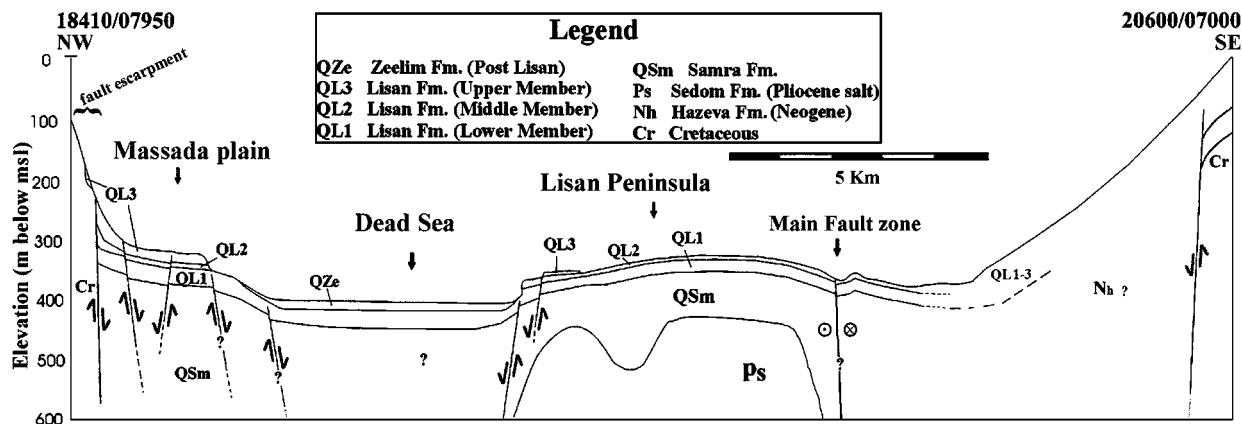 18410/07950
NW
20600/07000
SE
Legend
QZe Zeelim Fm. (Post Lisan)
QL3 Lisan Fm. (Upper Member)
QL2 Lisan Fm. (Middle Member)
QL1 Lisan Fm. (Lower Member)
QSm Samra Fm.
Ps Sedom Fm. (Pliocene salt)
Nh Hazeva Fm. (Neogene)
Cr Cretaceous
5 Km
Elevation (m below msl)
0
100
200
300
400
500
600
fault escarpment
Massada plain
QL3
QL2
QL1
Cr
QSm
?
?
Dead Sea
QZe
?
Lisan Peninsula
QL3
QL2
QL1
QSm
Ps
Main Fault zone
?
QL1-3
Nh ?
Cr